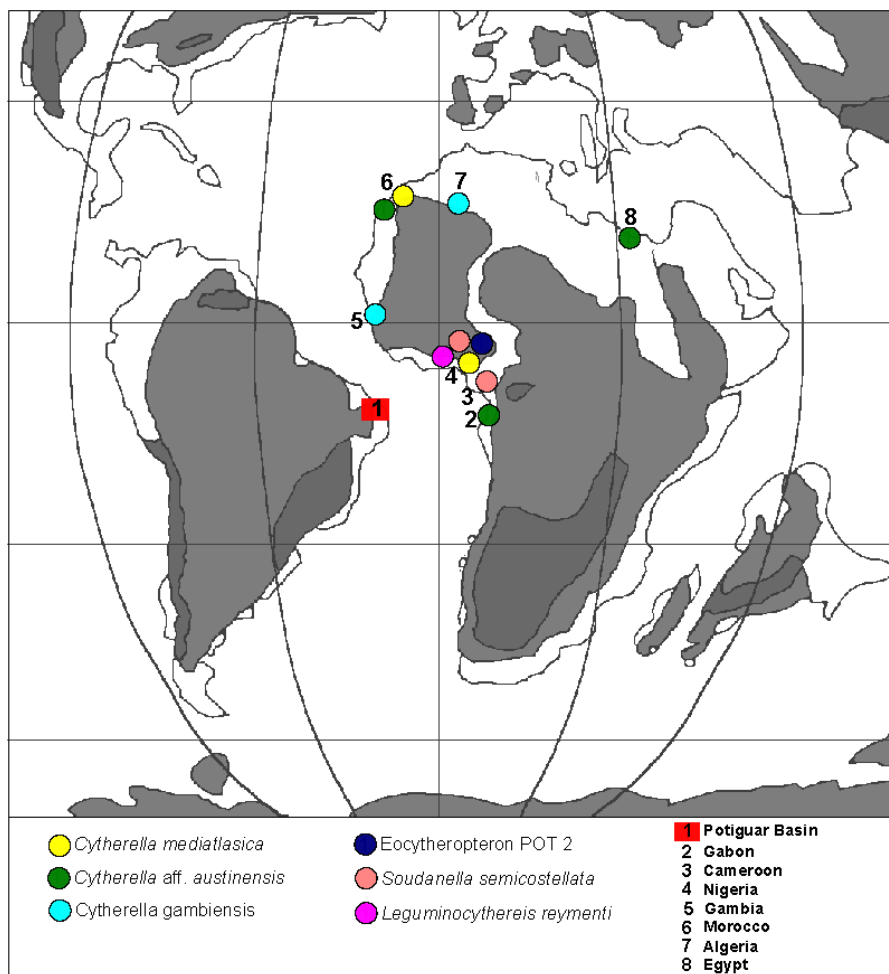 6
7
8
5
4
3
1
2
Cytherella mediatlasica
Cytherella aff. austinensis
Cytherella gambiensis
Eocytheropteron POT 2
Soudanella semicostellata
Leguminocythereis reymenti
1 Potiguar Basin
2 Gabon
3 Cameroon
4 Nigeria
5 Gambia
6 Morocco
7 Algeria
8 Egypt